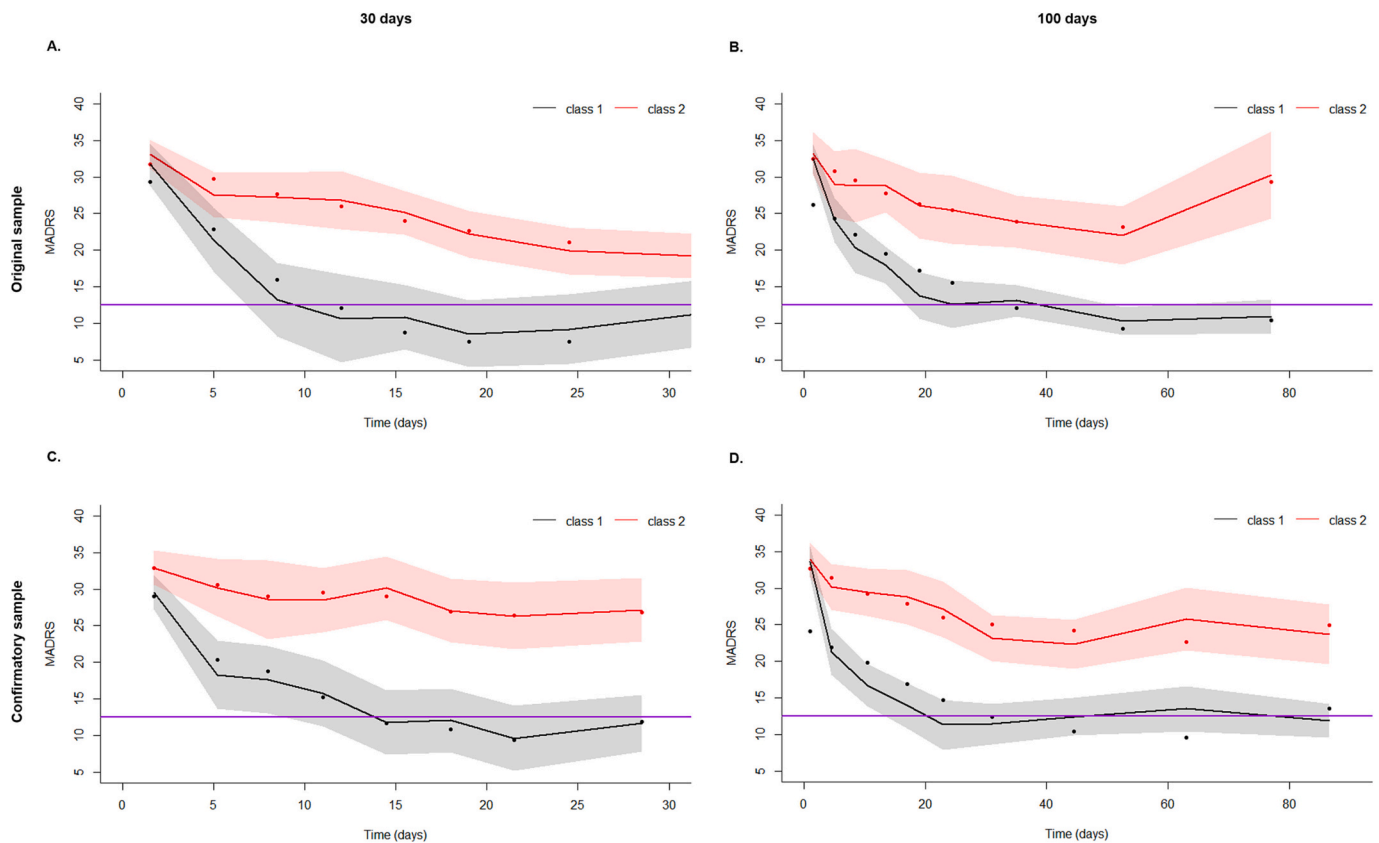 30 days
100 days
A.
B.
Original sample
MADRS
40
35
30
25
20
15
10
5
class 1 class 2
0 5 10 15 20 25 30
Time (days)
MADRS
40
35
30
25
20
15
10
5
class 1 class 2
0 20 40 60 80
Time (days)
C.
D.
Confirmatory sample
MADRS
40
35
30
25
20
15
10
5
class 1 class 2
0 5 10 15 20 25 30
Time (days)
MADRS
40
35
30
25
20
15
10
5
class 1 class 2
0 20 40 60 80
Time (days)